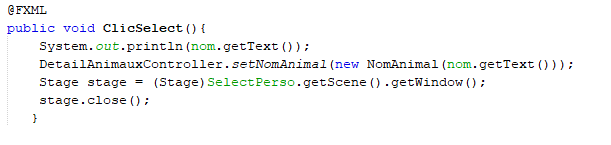 @FXML
public void ClicSelect(){
System.out.println(nom.getText());
DetailAnimauxController.setNomAnimal(new NomAnimal(nom.getText()));
Stage stage = (Stage)SelectPerso.getScene().getWindow();
stage.close();
}